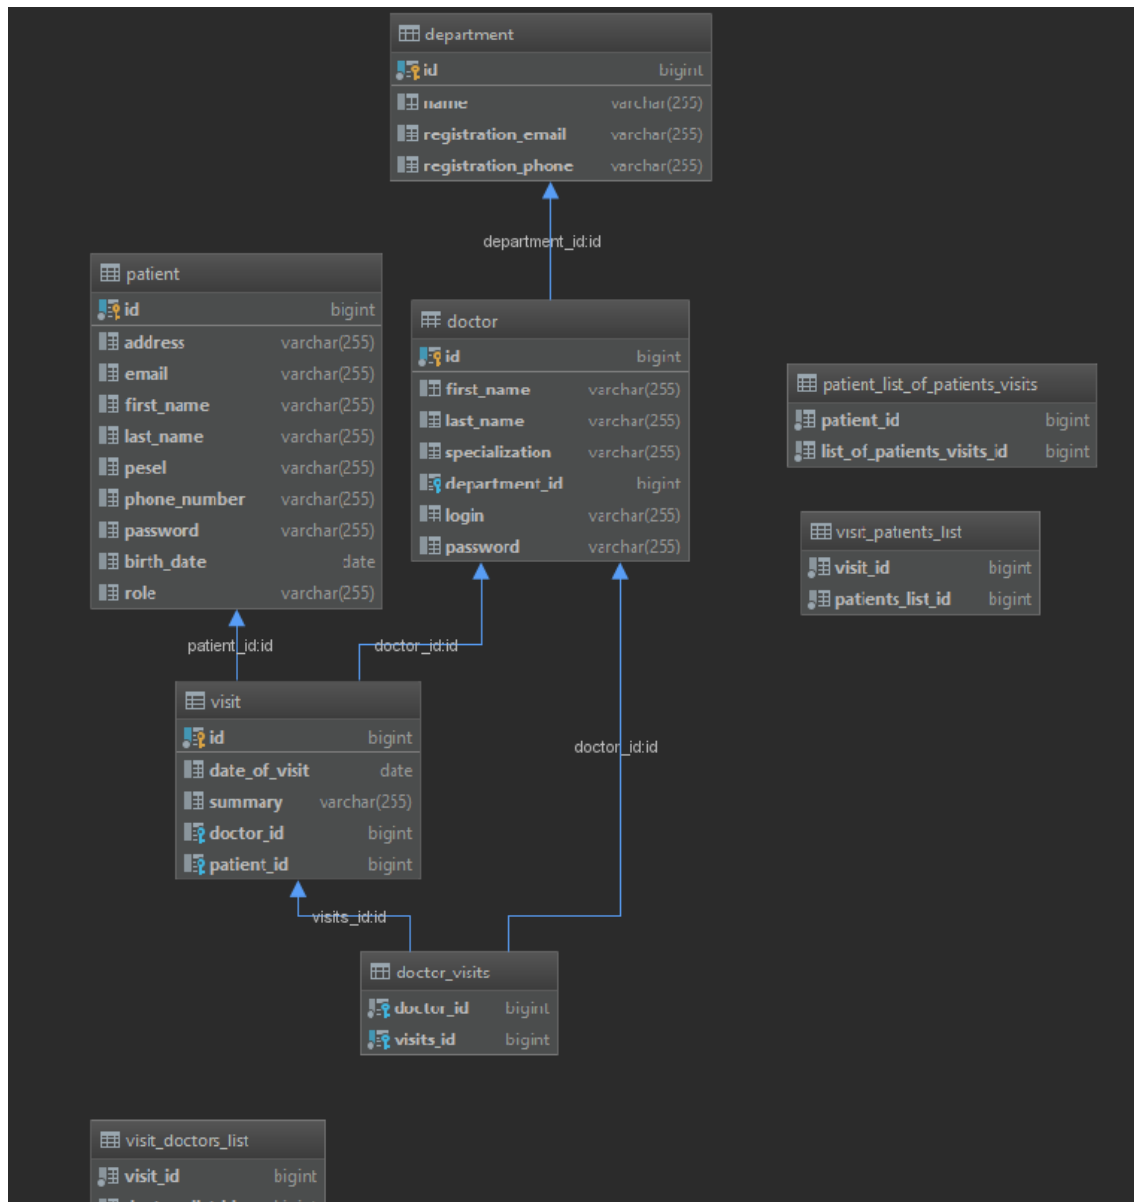 department
id bigint
name varchar(255)
registration_email varchar(255)
registration_phone varchar(255)
department_id:id
patient
id bigint
address varchar(255)
email varchar(255)
first_name varchar(255)
last_name varchar(255)
pesel varchar(255)
phone_number varchar(255)
password varchar(255)
birth_date date
role varchar(255)
doctor
id bigint
first_name varchar(255)
last_name varchar(255)
specialization varchar(255)
department_id bigint
login varchar(255)
password varchar(255)
patient_list_of_patients_visits
patient_id bigint
list_of_patients_visits_id bigint
visit_patients_list
visit_id bigint
patients_list_id bigint
patient_id:id
doctor_id:id
visit
id bigint
date_of_visit date
summary varchar(255)
doctor_id bigint
patient_id bigint
doctor_id:id
visits_id:id
doctor_visits
doctor_id bigint
visits_id bigint
visit_doctors_list
visit_id bigint